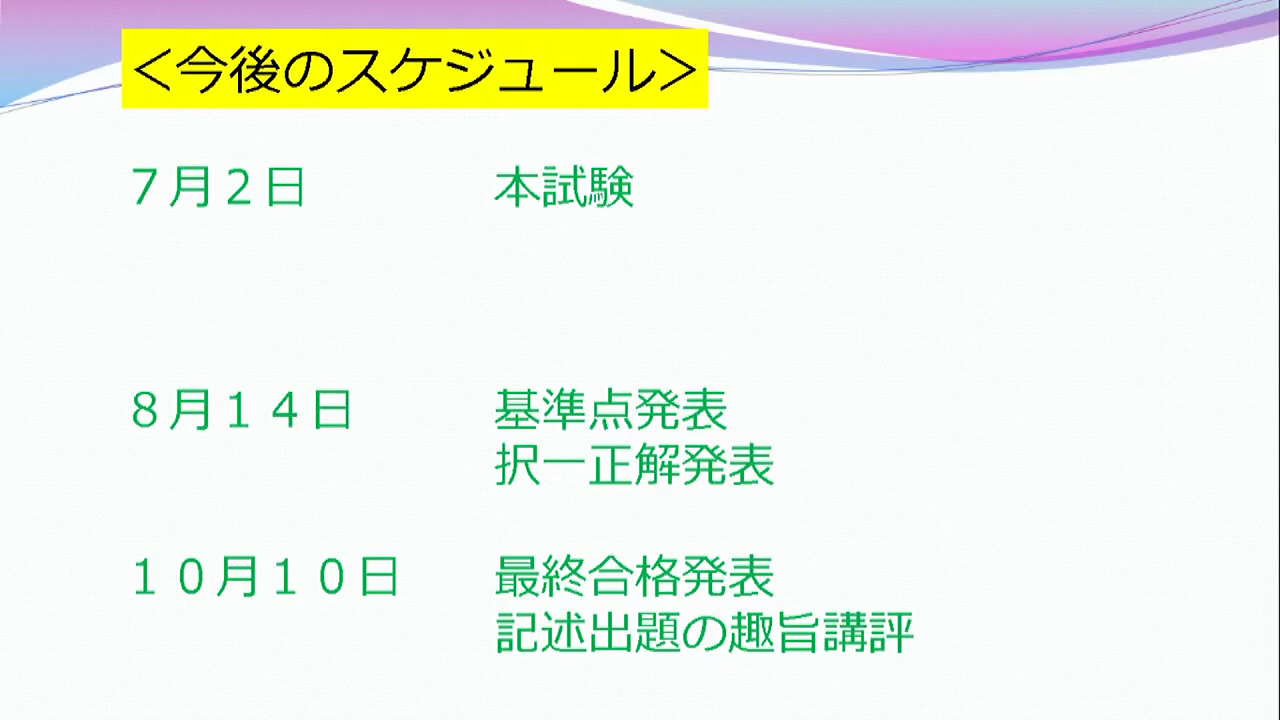 ＜今後のスケジュール＞
７月２日　本試験
８月１４日　基準点発表
択一正解発表
１０月１０日　最終合格発表
記述出題の趣旨講評